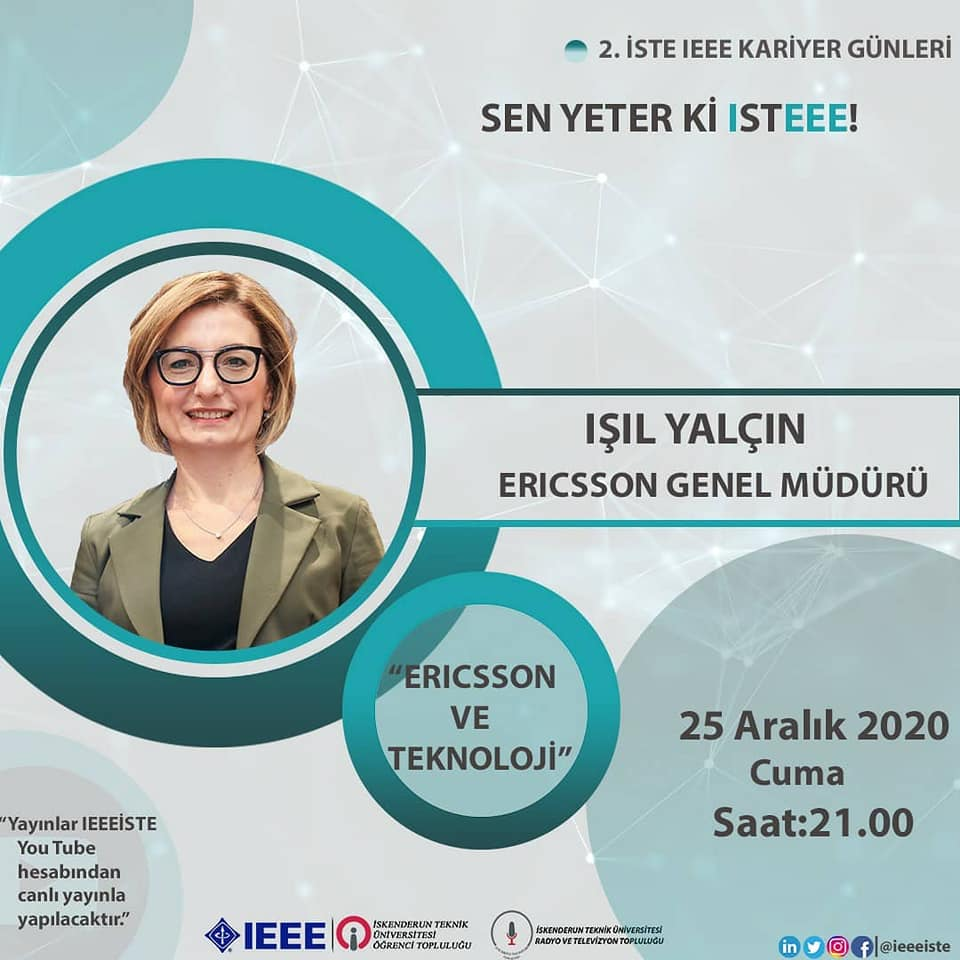 2. İSTE IEEE KARİYER GÜNLERİ
SEN YETER Kİ ISTEEE!
IŞIL YALÇIN
ERICSSON GENEL MÜDÜRÜ
“ERICSSON
VE
TEKNOLOJİ”
25 Aralık 2020
Cuma
Saat:21.00
“Yayınlar IEEEİSTE
You Tube
hesabından
canlı yayınla
yapılacaktır.”
IEEE
İSKENDERUN TEKNİK
ÜNİVERSİTESİ
ÖĞRENCİ TOPLULUĞU
İSKENDERUN TEKNİK ÜNİVERSİTESİ
RADYO VE TELEVİZYON TOPLULUĞU
in
f
@ieeeiste